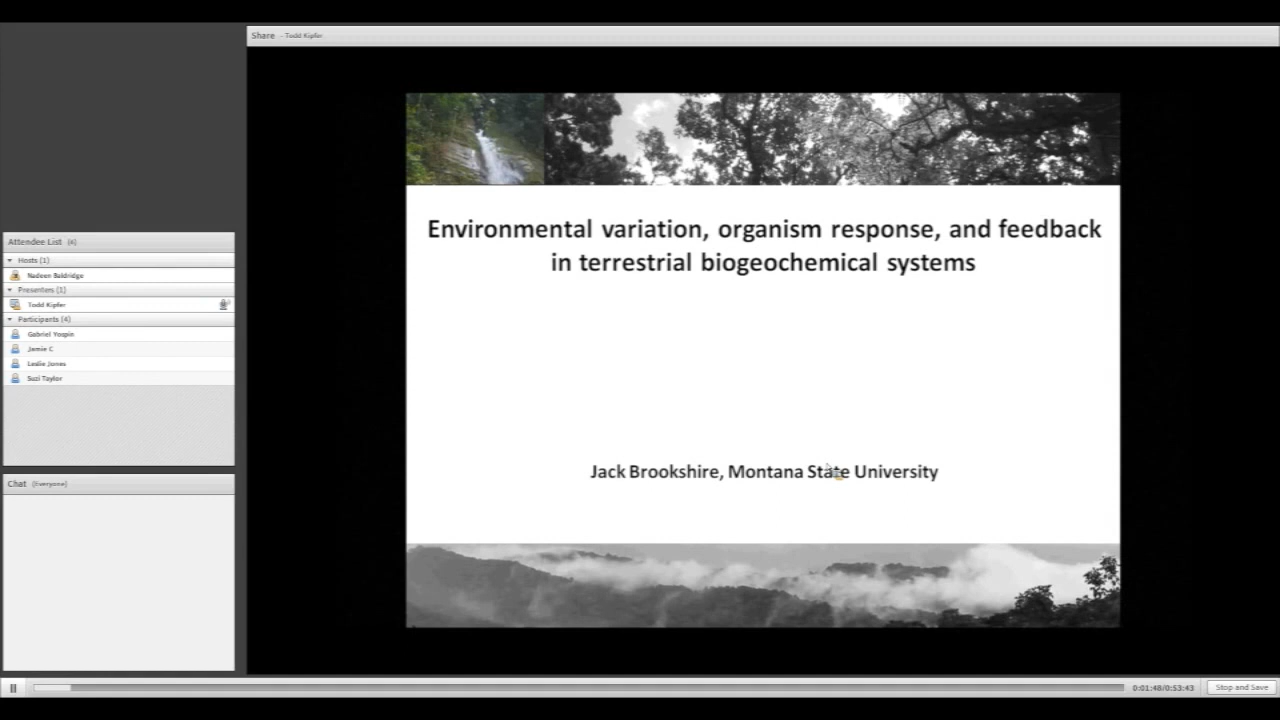 Share - Todd Kipfer
Attendee List (6)
Hosts (1)
Nadeen Baldridge
Presenters (1)
Todd Kipfer
Participants (4)
Gabriel Yospin
Jamie C
Leslie Jones
Suzi Taylor
Chat (Everyone)
Environmental variation, organism response, and feedback
in terrestrial biogeochemical systems
Jack Brookshire, Montana State University
0:01:48/0:53:43
Stop and Save